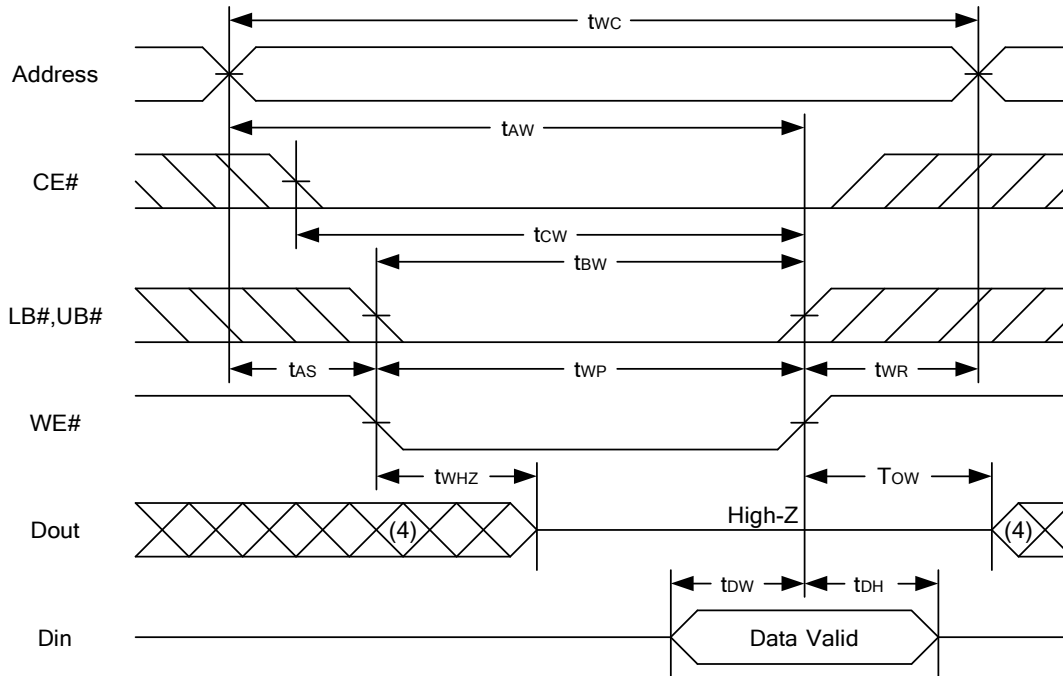 tWC
Address
tAW
CE#
tCW
tBW
LB#,UB#
tAS
tWP
tWR
WE#
tWHZ
TOW
High-Z
Dout
(4)
(4)
tDW
tDH
Din
Data Valid